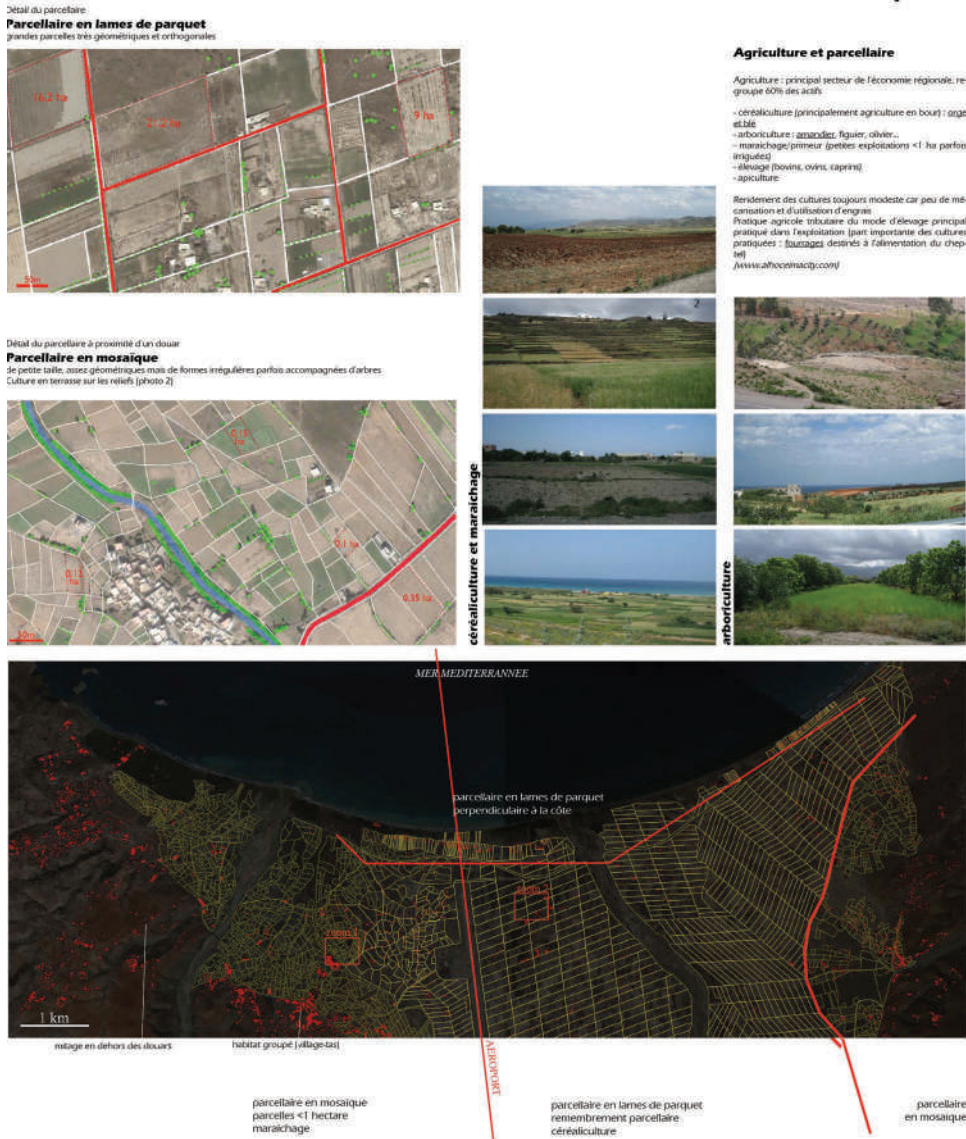 Détail du parcellaire
Parcellaire en lames de parquet
grandes parcelles très géométriques et orthogonales
16.2 ha
9 ha
50m
Détail du parcellaire à proximité d'un douar
Parcellaire en mosaïque
de petite taille, assez géométriques mais de formes irrégulières parfois accompagnées d'arbres
Culture en terrasse sur les reliefs (photo 2)
ha
0.1 ha
0.13
ha
0.35 ha
50m
céréaliculture et maraichage
2
Agriculture et parcellaire
Agriculture : principal secteur de l'économie régionale, re-
groupe 60% des actifs
- céréaliculture (principalement agriculture en bour) : orge
et blé
- arboriculture : amandier, figuier, olivier...
- maraichage/primeur (petites exploitations <1 ha parfois
irriguées)
- élevage (bovins, ovins, caprins)
- apiculture
Rendement des cultures toujours modeste car peu de mé-
canisation et d'utilisation d'engrais
Pratique agricole tributaire du mode d'élevage principal
pratiqué dans l'exploitation (part importante des cultures
pratiquées : fourrages destinés à l'alimentation du chep-
tel)
(www.alhoceimacity.com)
arboriculture
MER MEDITERRANNEE
parcellaire en lames de parquet
perpendiculaire à la côte
1 km
mitage en dehors des douars
habitat groupé (village-tas)
AEROPORT
parcellaire en mosaïque
parcelles <1 hectare
maraichage
parcellaire en lames de parquet
remembrement parcellaire
céréaliculture
parcellaire
en mosaique